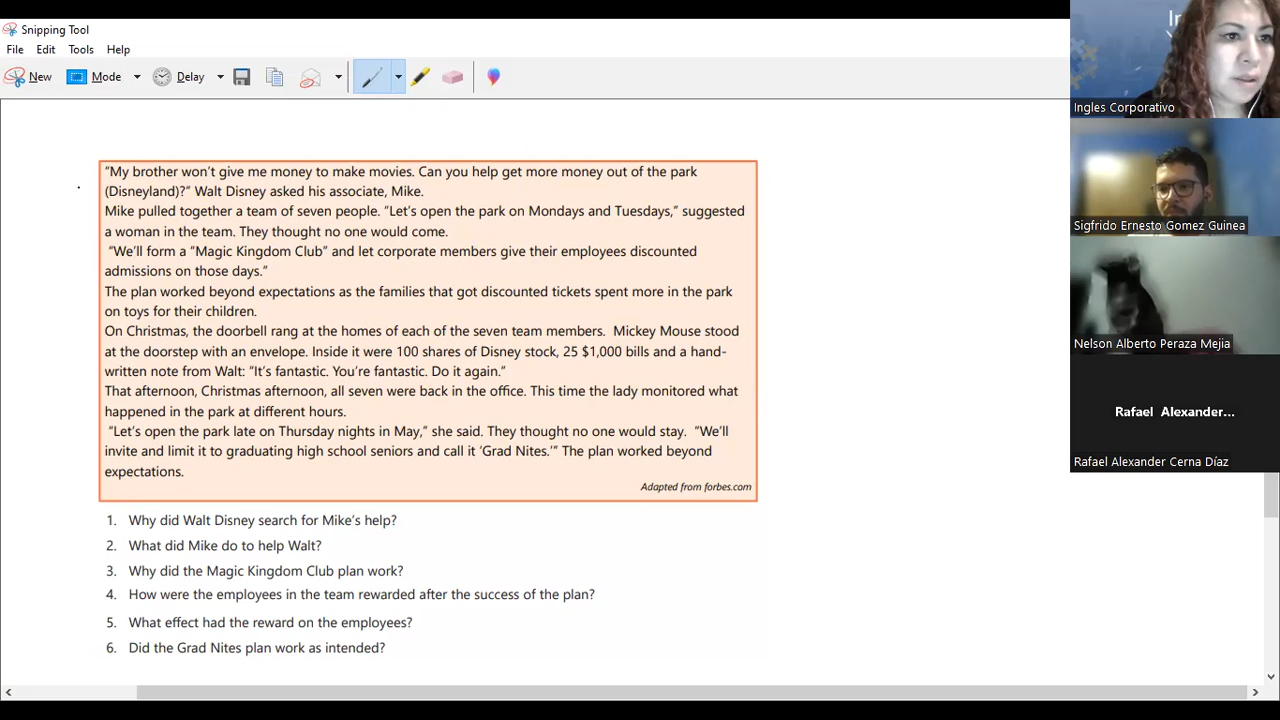 Snipping Tool
File Edit Tools Help
New Mode Delay
"My brother won't give me money to make movies. Can you help get more money out of the park
(Disneyland)?" Walt Disney asked his associate, Mike.
Mike pulled together a team of seven people. "Let's open the park on Mondays and Tuesdays," suggested
a woman in the team. They thought no one would come.
"We'll form a "Magic Kingdom Club" and let corporate members give their employees discounted
admissions on those days."
The plan worked beyond expectations as the families that got discounted tickets spent more in the park
on toys for their children.
On Christmas, the doorbell rang at the homes of each of the seven team members. Mickey Mouse stood
at the doorstep with an envelope. Inside it were 100 shares of Disney stock, 25 $1,000 bills and a hand-
written note from Walt: "It's fantastic. You're fantastic. Do it again."
That afternoon, Christmas afternoon, all seven were back in the office. This time the lady monitored what
happened in the park at different hours.
"Let's open the park late on Thursday nights in May," she said. They thought no one would stay. "We'll
invite and limit it to graduating high school seniors and call it 'Grad Nites.'" The plan worked beyond
expectations.
Adapted from forbes.com
1. Why did Walt Disney search for Mike's help?
2. What did Mike do to help Walt?
3. Why did the Magic Kingdom Club plan work?
4. How were the employees in the team rewarded after the success of the plan?
5. What effect had the reward on the employees?
6. Did the Grad Nites plan work as intended?
Ingles Corporativo
Sigfrido Ernesto Gomez Guinea
Nelson Alberto Peraza Mejia
Rafael Alexander...
Rafael Alexander Cerna Díaz